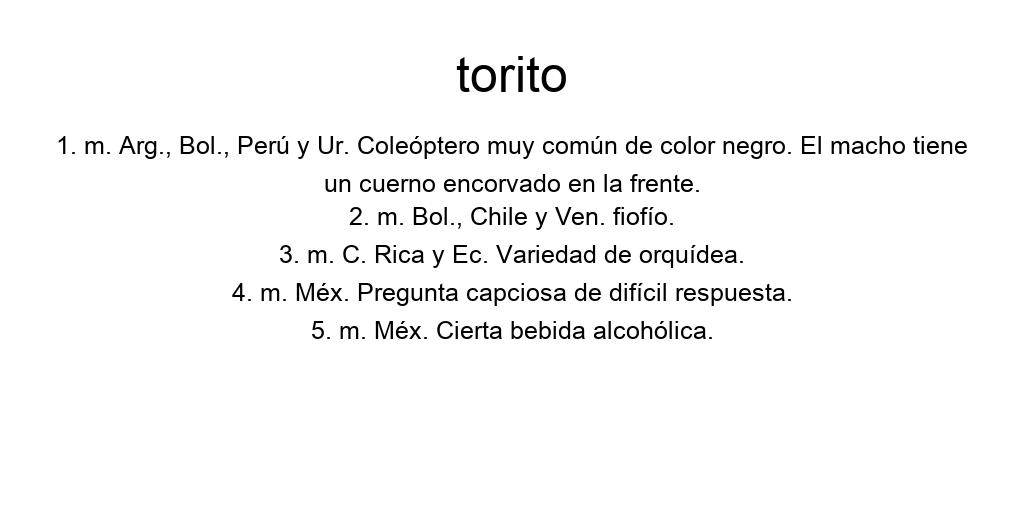 torito
1. m. Arg., Bol., Perú y Ur. Coleóptero muy común de color negro. El macho tiene
un cuerno encorvado en la frente.
2. m. Bol., Chile y Ven. fiofío.
3. m. C. Rica y Ec. Variedad de orquídea.
4. m. Méx. Pregunta capciosa de difícil respuesta.
5. m. Méx. Cierta bebida alcohólica.